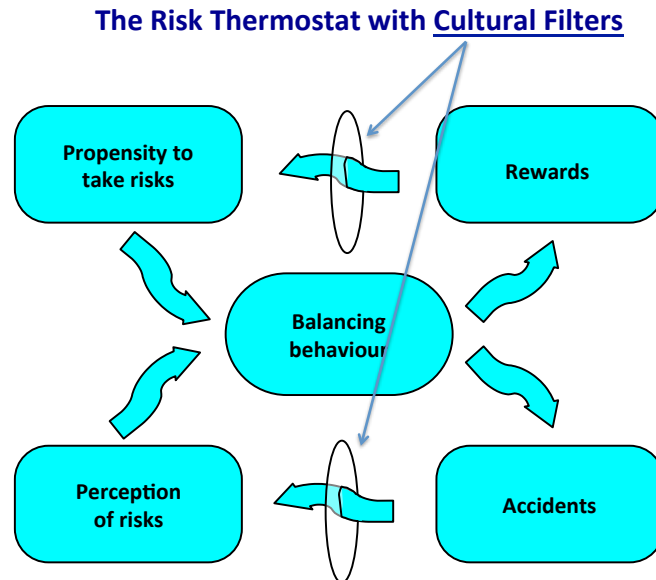 The Risk Thermostat with Cultural Filters
Propensity to
take risks
Rewards
Balancing
behaviour
Perception
of risks
Accidents